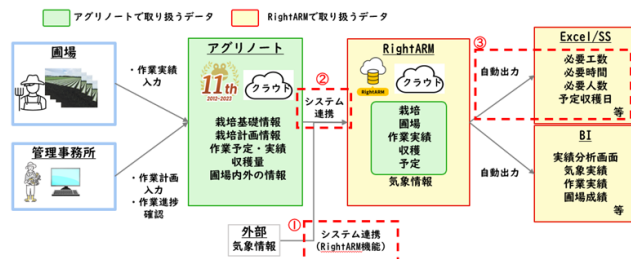 アグリノートで取り扱うデータ
RightARMで取り扱うデータ
圃場
・作業実績
入力
管理事務所
・作業計画
入力
・作業進捗
確認
アグリノート
11th
2012-2023
クラウド
栽培基礎情報
栽培計画情報
作業予定・実績
収穫量
圃場内外の情報
②
システム
連携
外部
気象情報
①
システム連携
(RightARM機能)
RightARM
RightARM
クラウド
栽培
圃場
作業実績
収穫
予定
気象情報
自動出力
自動出力
③
Excel/SS
必要工数
必要時間
必要人数
予定収穫日
等
BI
実績分析画面
気象実績
作業実績
圃場成績
等